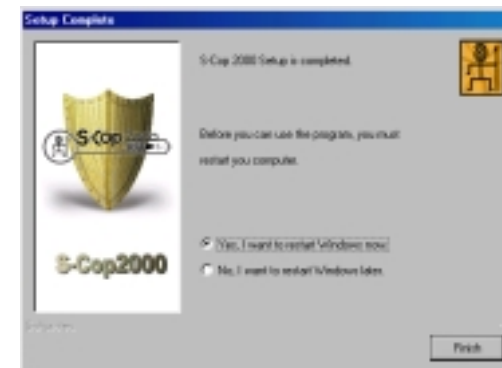 Setup Complete
S-Cop 2000 Setup is completed.
Before you can use the program, you must
restart you computer.
S-Cop
S-Cop2000
Yes, I want to restart Windows now.
No, I want to restart Windows later.
Finish